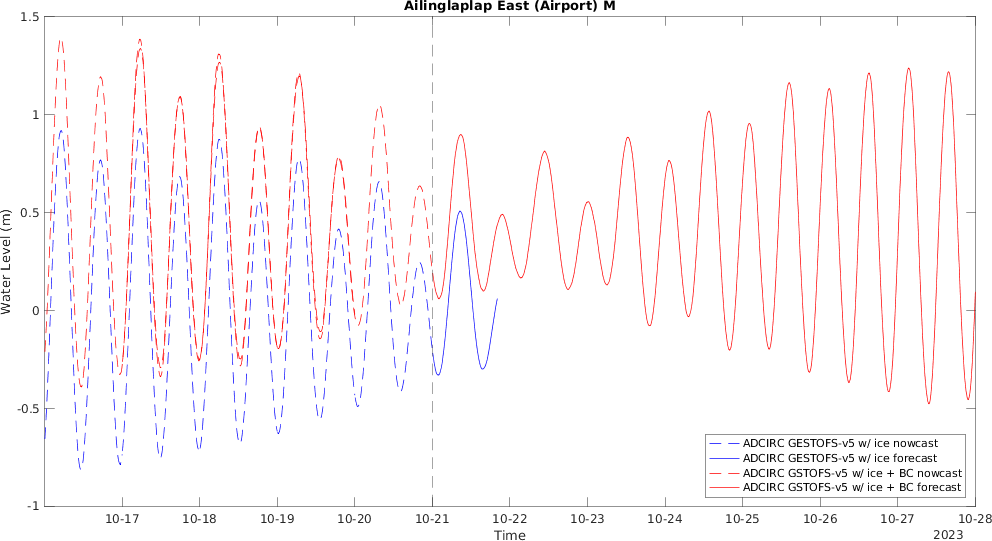 Ailinglaplap East (Airport) M
Water Level (m)
1.5
1
0.5
0
-0.5
-1
10-17
10-18
10-19
10-20
10-21
10-22
10-23
10-24
10-25
10-26
10-27
10-28
Time
2023
ADCIRC GESTOFS-v5 w/ ice nowcast
ADCIRC GESTOFS-v5 w/ ice forecast
ADCIRC GSTOFS-v5 w/ ice + BC nowcast
ADCIRC GSTOFS-v5 w/ ice + BC forecast